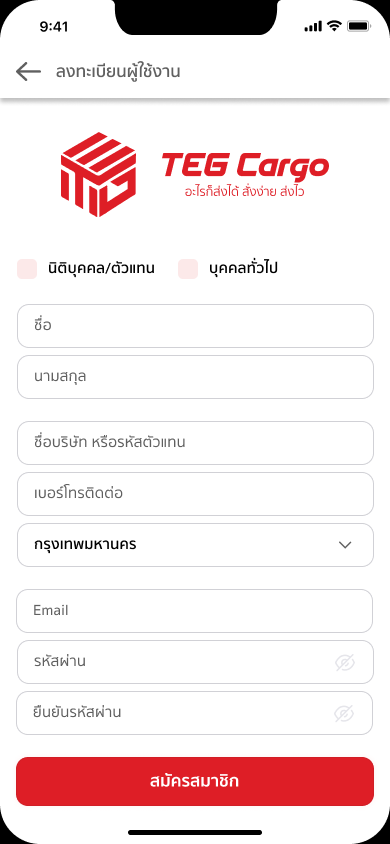 9:41
ลงทะเบียนผู้ใช้งาน
TEG Cargo
อะไรก็ส่งได้ สั่งง่าย ส่งไว
นิติบุคคล/ตัวแทน บุคคลทั่วไป
ชื่อ
นามสกุล
ชื่อบริษัท หรือรหัสตัวแทน
เบอร์โทรติดต่อ
กรุงเทพมหานคร
Email
รหัสผ่าน
ยืนยันรหัสผ่าน
สมัครสมาชิก